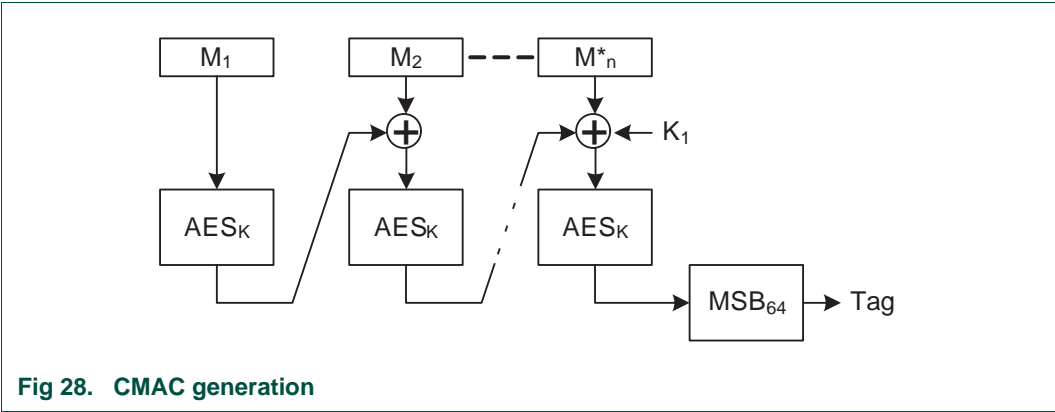 M₁ M₂ M*ₙ
K₁
AESₖ AESₖ AESₖ
MSB₆₄ Tag
Fig 28. CMAC generation